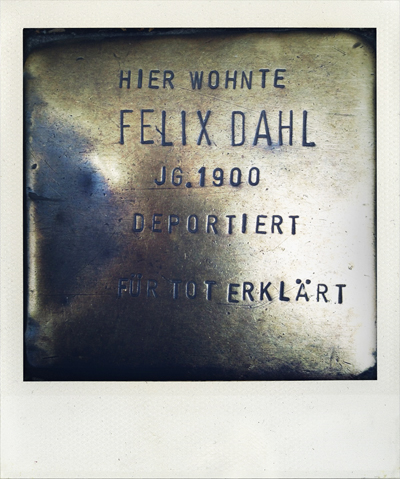 HIER WOHNTE
FELIX DAHL
JG.1900
DEPORTIERT
FÜR TOT ERKLÄRT